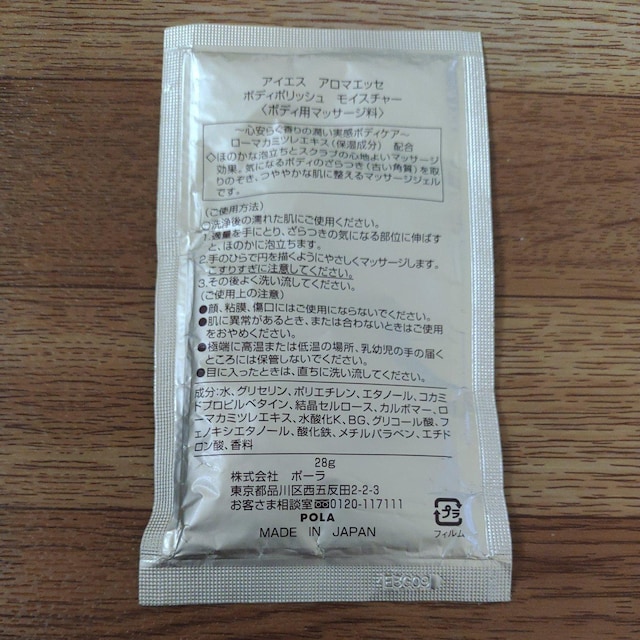 アイエス アロマエッセ
ボディポリッシュ モイスチャー
〈ボディ用マッサージ料〉
～心安らぐ香りの潤い実感ボディケア～
ローマカミツレエキス(保湿成分) 配合
◇ほのかな泡立ちとスクラブの心地よいマッサージ
効果。気になるボディのざらつき(古い角質)を取
りのぞき、つややかな肌に整えるマッサージジェル
です。
〈ご使用方法〉
○洗浄後の濡れた肌にご使用ください。
1.適量を手にとり、ざらつきの気になる部位に伸ばす
と、ほのかに泡立ちます。
2.手のひらで円を描くようにやさしくマッサージします。
こすりすぎに注意してください。
3.その後よく洗い流してください。
〈ご使用上の注意〉
●顔、粘膜、傷口にはご使用にならないでください。
●肌に異常があるとき、または合わないときはご使用
をおやめください。
●極端に高温または低温の場所、乳幼児の手の届く
ところには保管しないでください。
●目に入ったときは、直ちに洗い流してください。
成分:水、グリセリン、ポリエチレン、エタノール、コカミ
ドプロピルベタイン、結晶セルロース、カルボマー、ロ
ーマカミツレエキス、水酸化K、BG、グリコール酸、フ
ェノキシエタノール、酸化鉄、メチルパラベン、エチド
ロン酸、香料
28g
株式会社 ポーラ
東京都品川区西五反田2-2-3
お客さま相談室 0120-117111
POLA
MADE IN JAPAN
プラ
フィルム